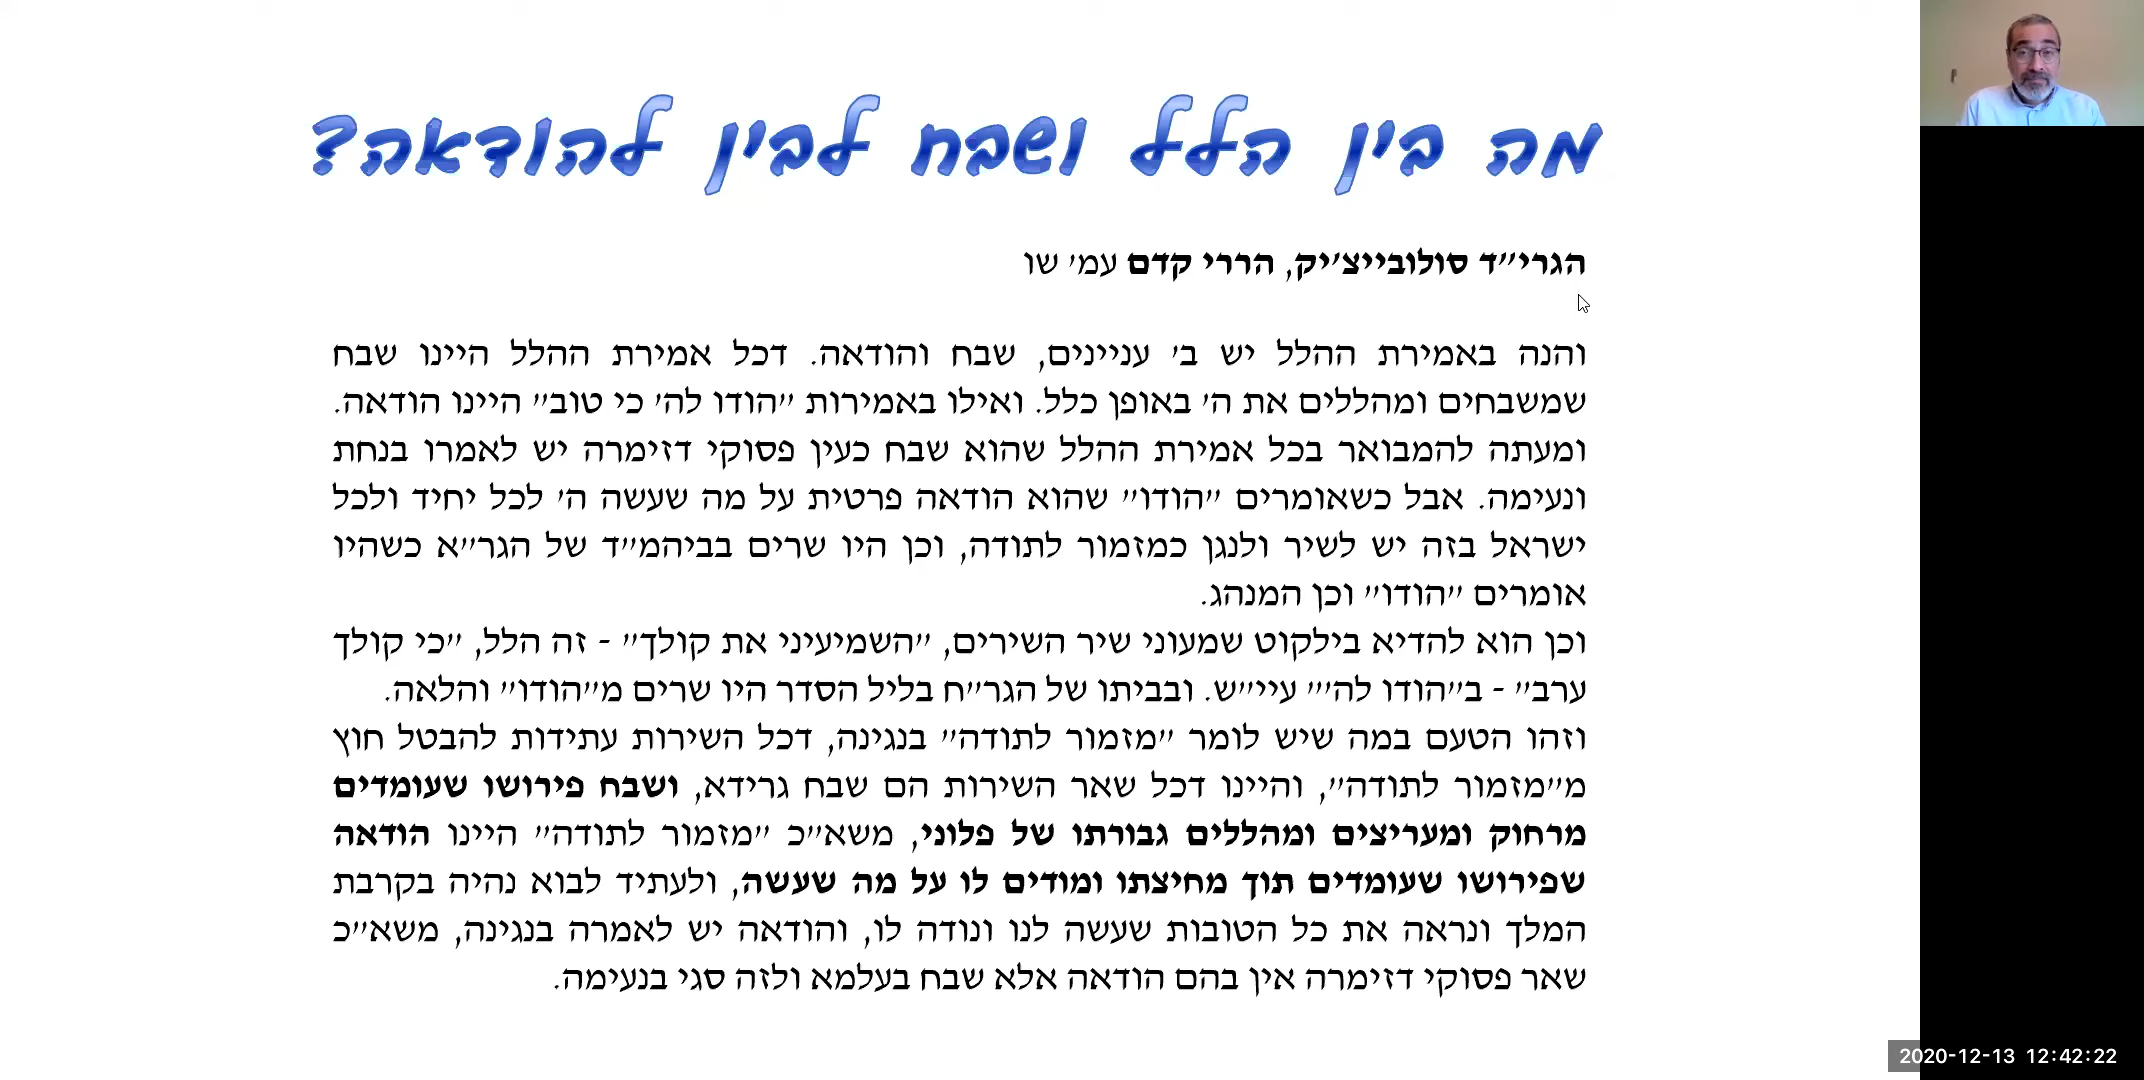 מה בין הלל ושבח לבין להודאה?
הגרי״ד סולובייצ׳יק, הררי קדם עמ׳ שו
והנה באמירת ההלל יש ב׳ עניינים, שבח והודאה. דכל אמירת ההלל היינו שבח
שמשבחים ומהללים את ה׳ באופן כלל. ואילו באמירות ״הודו לה׳ כי טוב״ היינו הודאה.
ומעתה להמבואר בכל אמירת ההלל שהוא שבח כעין פסוקי דזימרה יש לאמרו בנחת
ונעימה. אבל כשאומרים ״הודו״ שהוא הודאה פרטית על מה שעשה ה׳ לכל יחיד ולכל
ישראל בזה יש לשיר ולנגן כמזמור לתודה, וכן היו שרים בביהמ״ד של הגר״א כשהיו
אומרים ״הודו״ וכן המנהג.
וכן הוא להדיא בילקוט שמעוני שיר השירים, ״השמיעיני את קולך״ - זה הלל, ״כי קולך
ערב״ - ב״הודו לה׳״ עיי״ש. ובביתו של הגר״ח בליל הסדר היו שרים מ״הודו״ והלאה.
וזהו הטעם במה שיש לומר ״מזמור לתודה״ בנגינה, דכל השירות עתידות להבטל חוץ
מ״מזמור לתודה״, והיינו דכל שאר השירות הם שבח גרידא, ושבח פירושו שעומדים
מרחוק ומעריצים ומהללים גבורתו של פלוני, משא״כ ״מזמור לתודה״ היינו הודאה
שפירושו שעומדים תוך מחיצתו ומודים לו על מה שעשה, ולעתיד לבוא נהיה בקרבת
המלך ונראה את כל הטובות שעשה לנו ונודה לו, והודאה יש לאמרה בנגינה, משא״כ
שאר פסוקי דזימרה אין בהם הודאה אלא שבח בעלמא ולזה סגי בנעימה.
2020-12-13 12:42:22